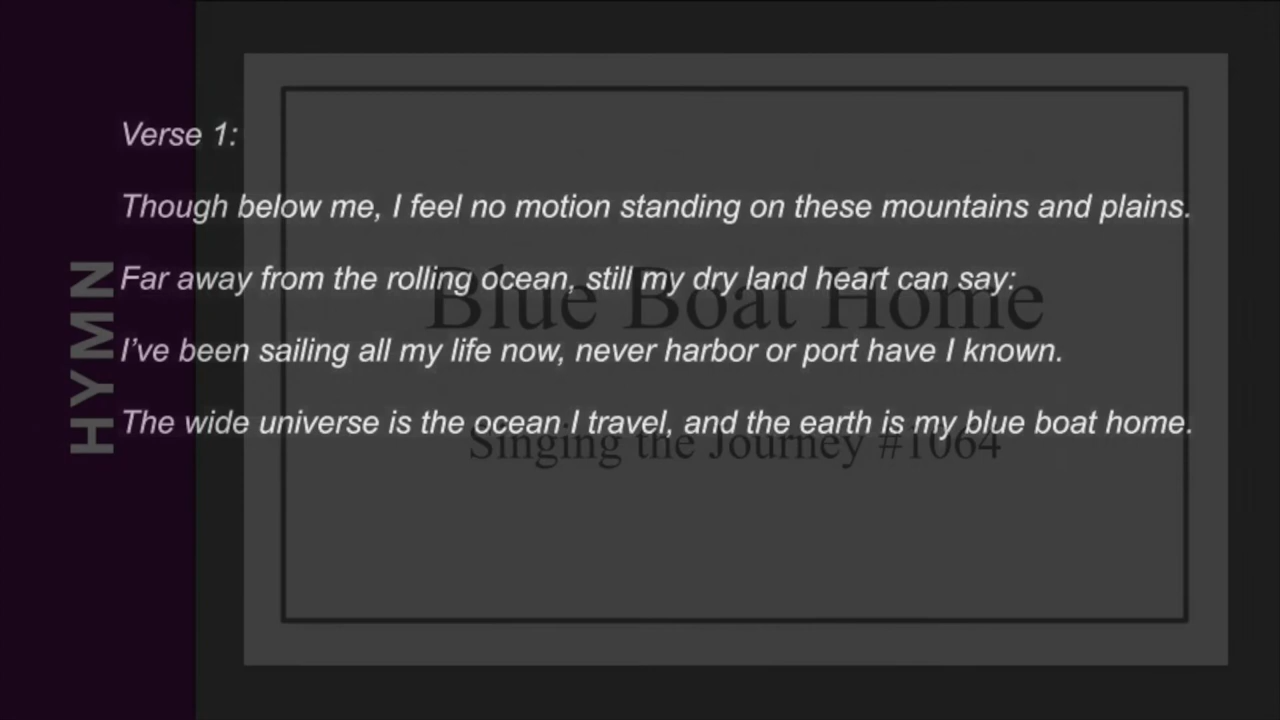 HYMN
Verse 1:
Though below me, I feel no motion standing on these mountains and plains.
Far away from the rolling ocean, still my dry land heart can say:
Blue Boat Home
I’ve been sailing all my life now, never harbor or port have I known.
The wide universe is the ocean I travel, and the earth is my blue boat home.
Singing the Journey #1064